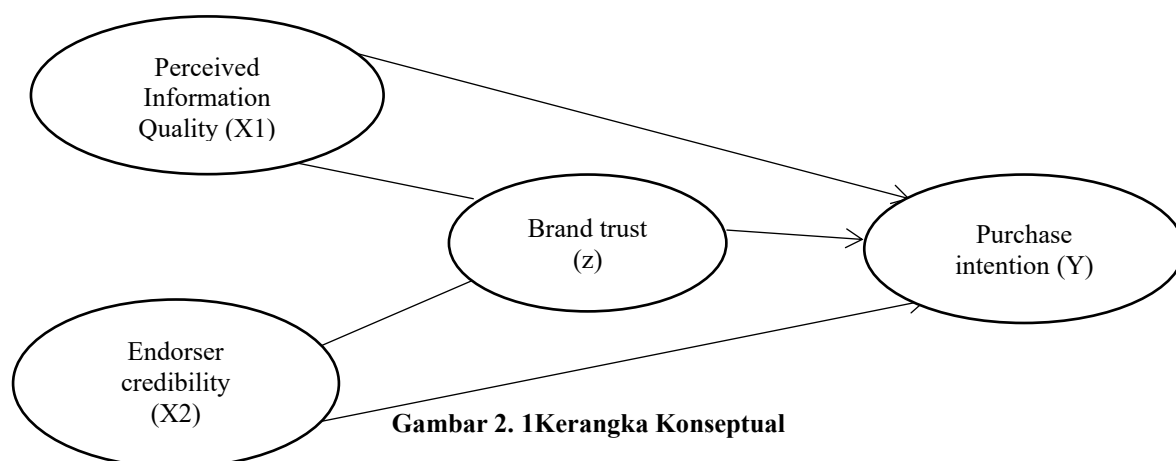 Perceived
Information
Quality (X1)
Brand trust
(z)
Purchase
intention (Y)
Endorser
credibility
(X2)
Gambar 2. 1Kerangka Konseptual